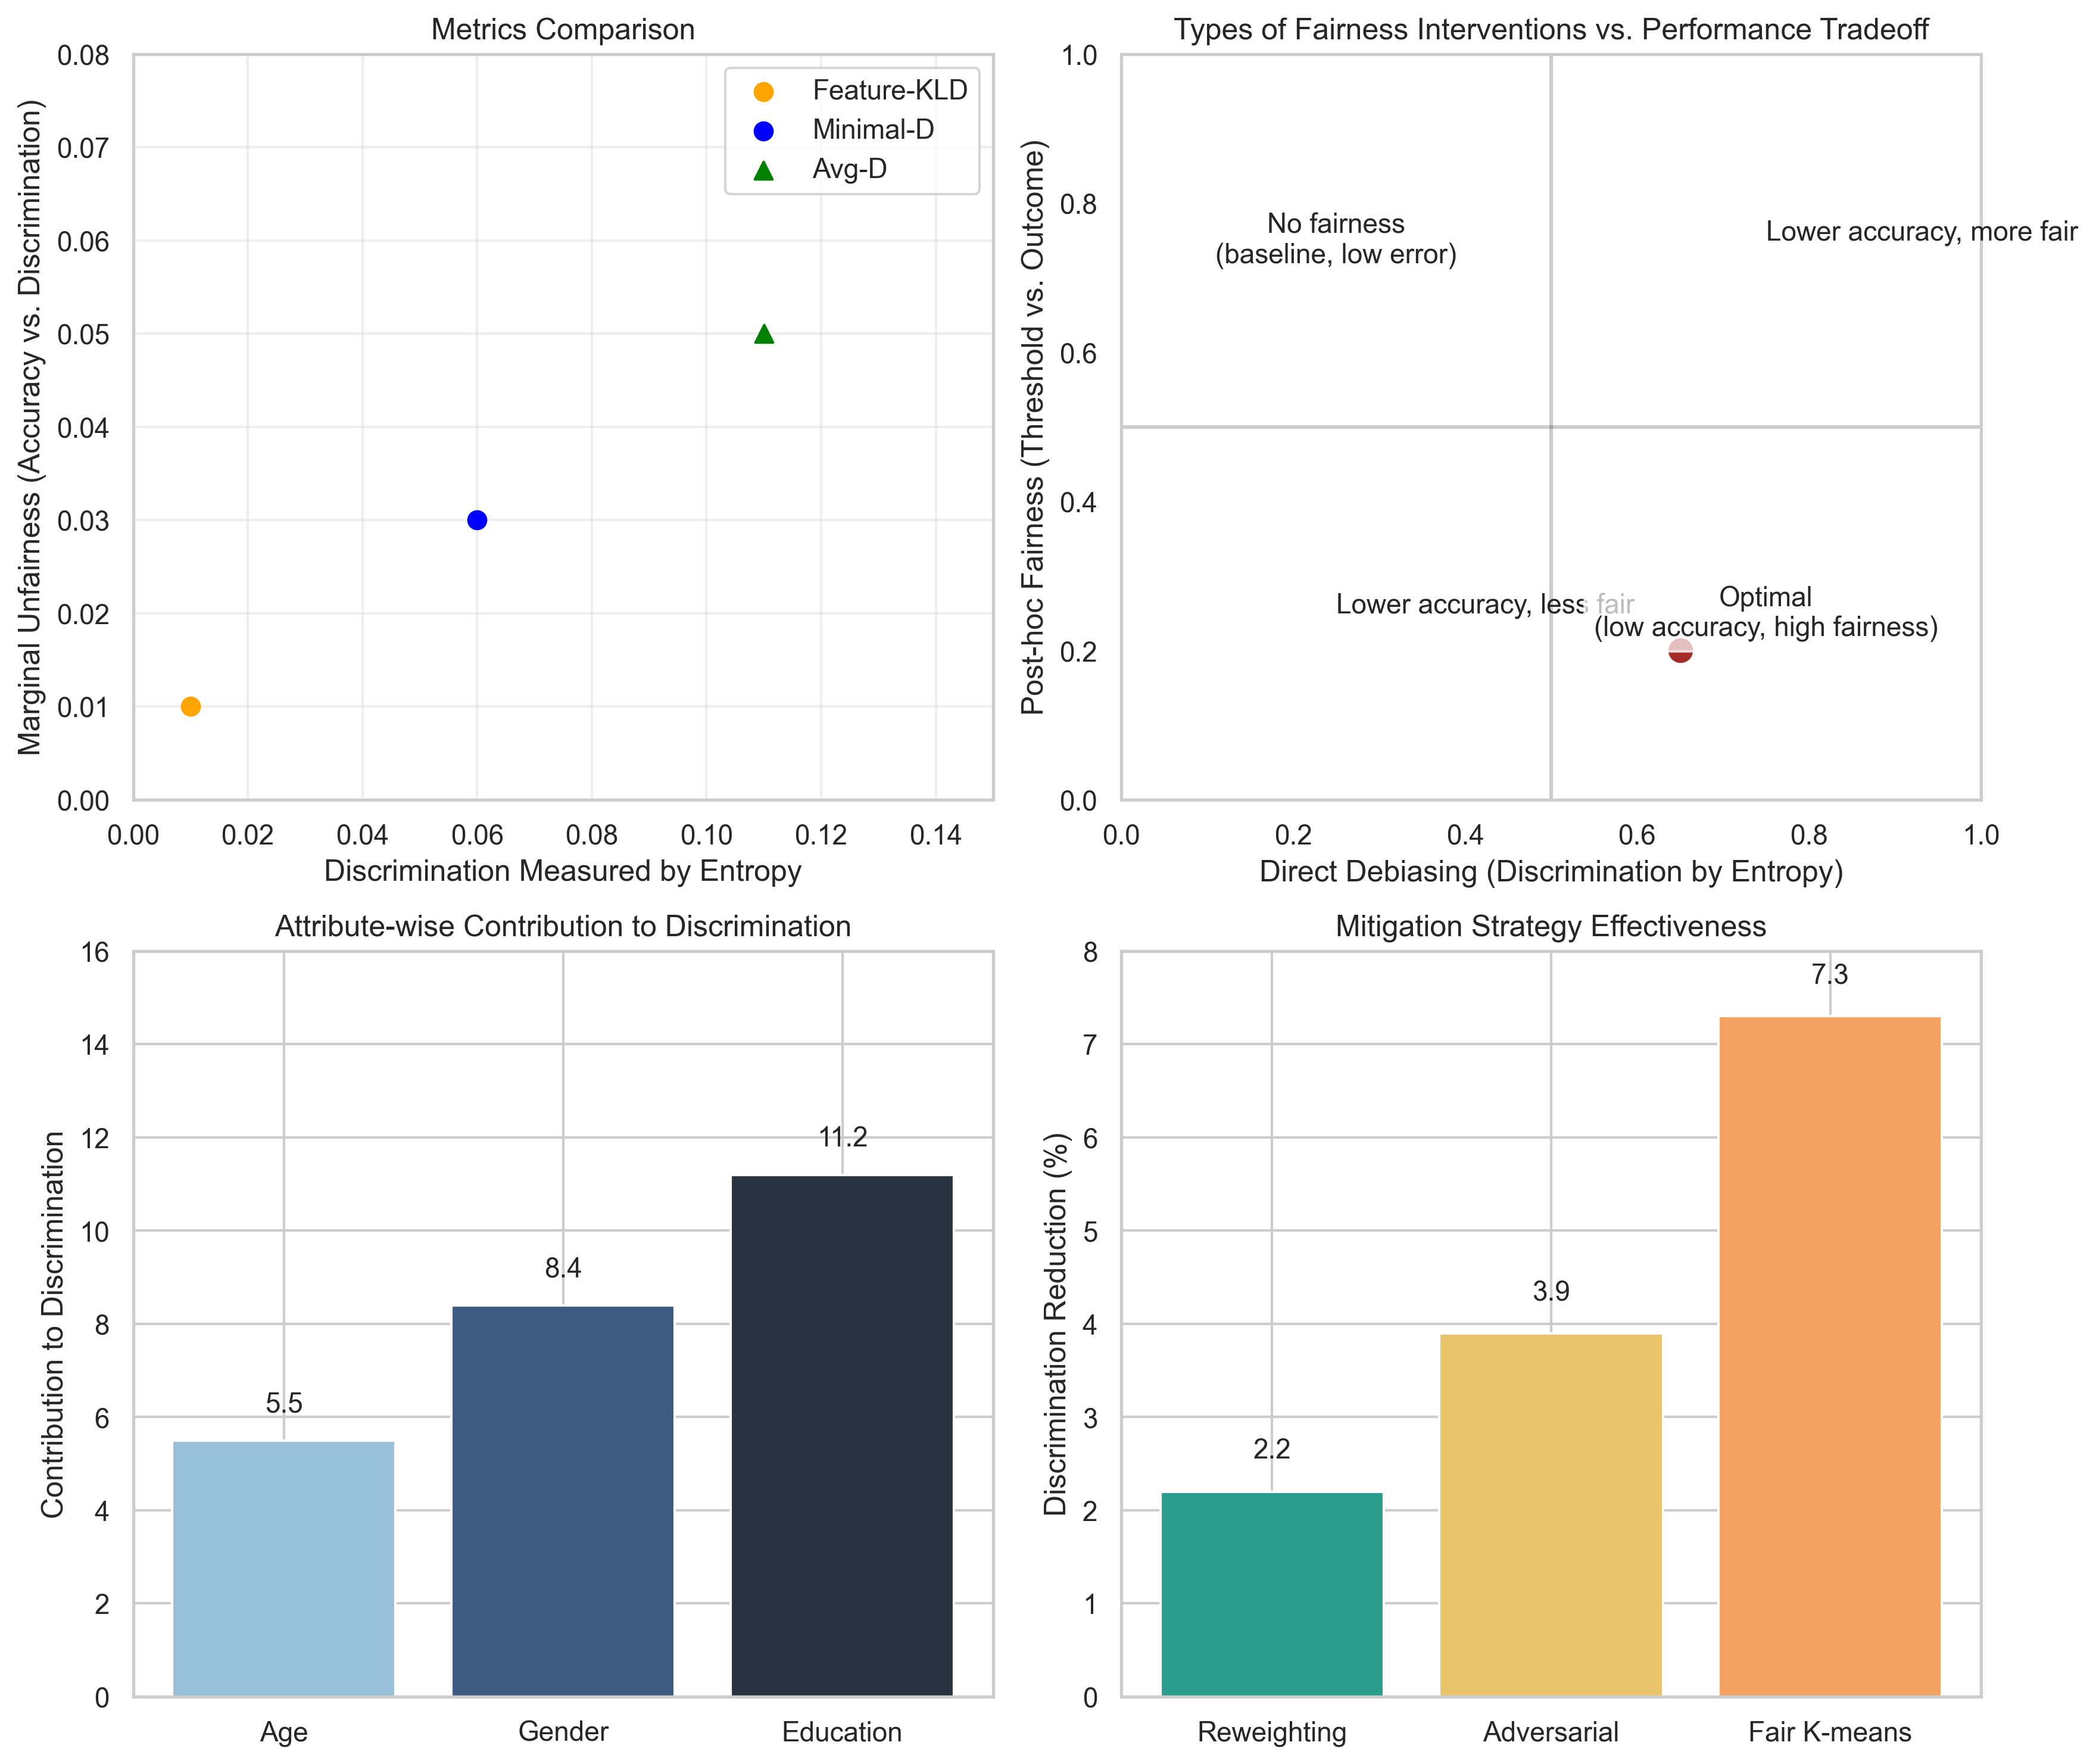 Metrics Comparison
Marginal Unfairness (Accuracy vs. Discrimination)
0.08
0.07
0.06
0.05
0.04
0.03
0.02
0.01
0.00
Feature-KLD
Minimal-D
Avg-D
0.00 0.02 0.04 0.06 0.08 0.10 0.12 0.14
Discrimination Measured by Entropy
Types of Fairness Interventions vs. Performance Tradeoff
Post-hoc Fairness (Threshold vs. Outcome)
1.0
0.8
0.6
0.4
0.2
0.0
No fairness
(baseline, low error)
Lower accuracy, more fair
Lower accuracy, less fair
Optimal
(low accuracy, high fairness)
0.0 0.2 0.4 0.6 0.8 1.0
Direct Debiasing (Discrimination by Entropy)
Attribute-wise Contribution to Discrimination
Contribution to Discrimination
16
14
12
10
8
6
4
2
0
5.5
8.4
11.2
Age Gender Education
Mitigation Strategy Effectiveness
Discrimination Reduction (%)
8
7
6
5
4
3
2
1
0
2.2
3.9
7.3
Reweighting Adversarial Fair K-means